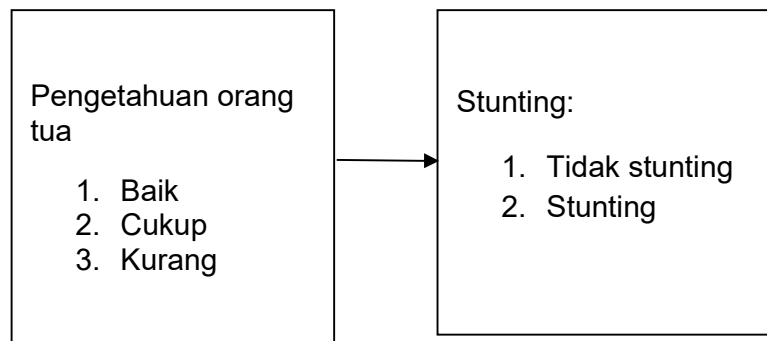 Pengetahuan orang
tua
1. Baik
2. Cukup
3. Kurang
Stunting:
1. Tidak stunting
2. Stunting